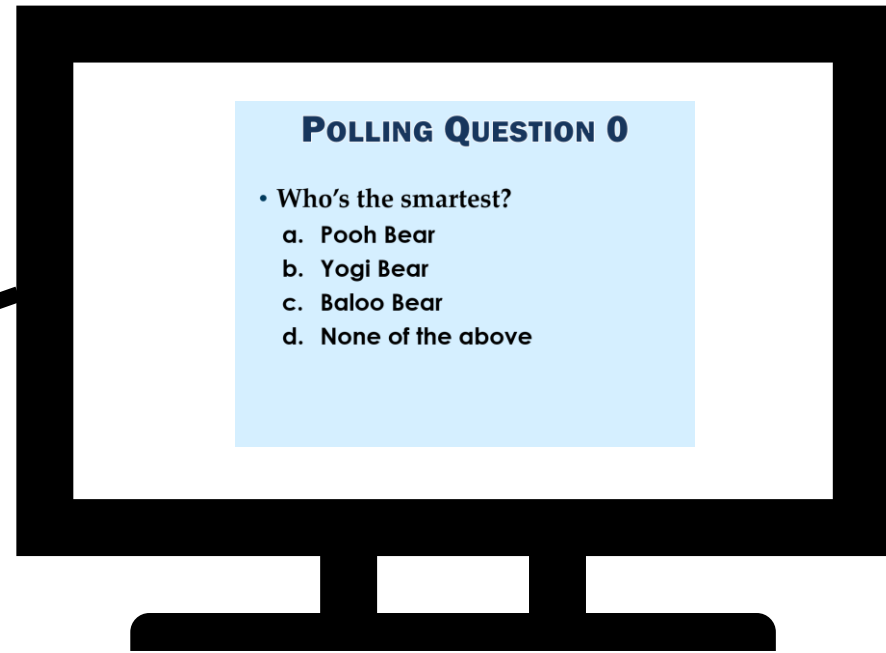 POLLING QUESTION 0
• Who's the smartest?
a. Pooh Bear
b. Yogi Bear
c. Baloo Bear
d. None of the above